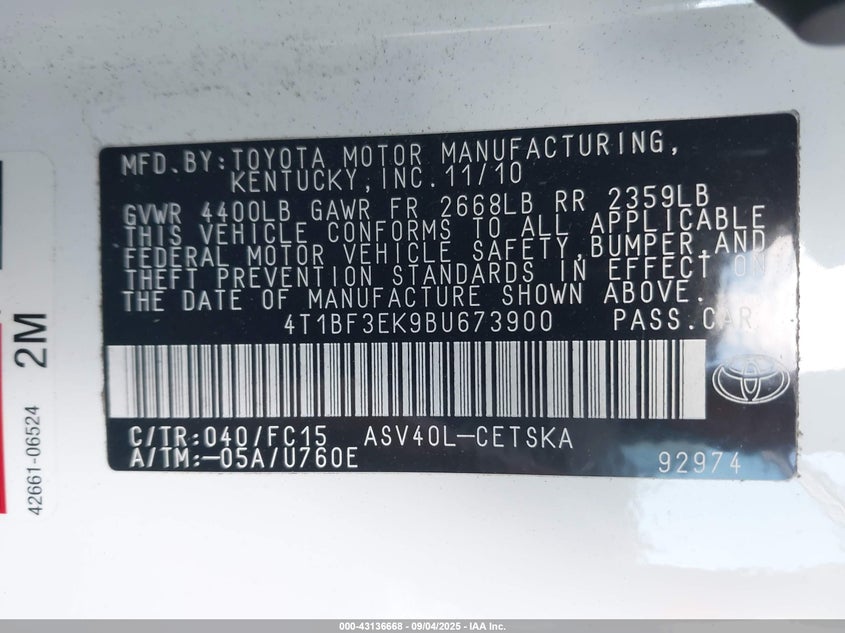 MFD.BY:TOYOTA MOTOR MANUFACTURING,
KENTUCKY,INC.11/10
GVWR 4400LB GAWR FR 2668LB RR 2359LB
THIS VEHICLE CONFORMS TO ALL APPLICABLE
FEDERAL MOTOR VEHICLE SAFETY,BUMPER,AND
THEFT PREVENTION STANDARDS IN EFFECT ON
THE DATE OF MANUFACTURE SHOWN ABOVE.
4T1BF3EK9BU673900 PASS.CAR
C/TR:040/FC15 ASV40L-CETSKA
A/TM:-05A/U760E 92974
42661-06524
2M
000-43136668 - 09/04/2025 - IAA Inc.